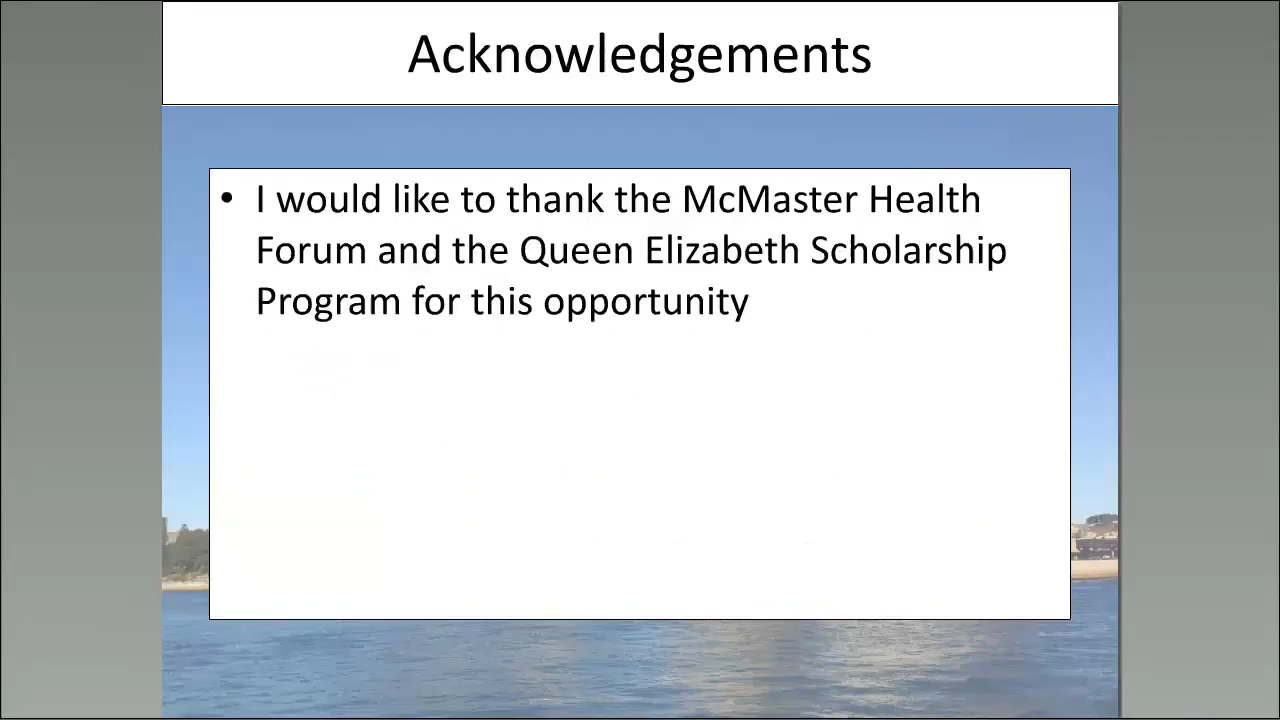 Acknowledgements
• I would like to thank the McMaster Health
Forum and the Queen Elizabeth Scholarship
Program for this opportunity